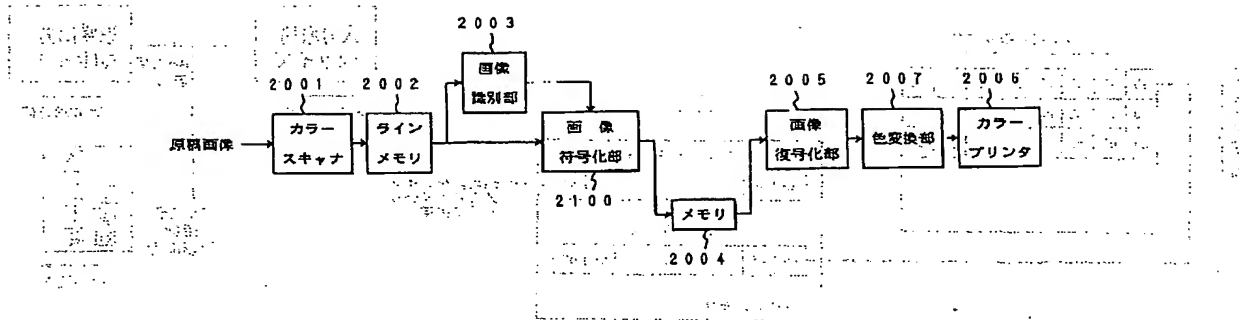 2003
画像
識別部
2001
2002
2005
2007
2006
原稿画像
カラー
スキャナ
ライン
メモリ
画像
符号化部
2100
画像
復号化部
色変換部
カラー
プリンタ
メモリ
2004